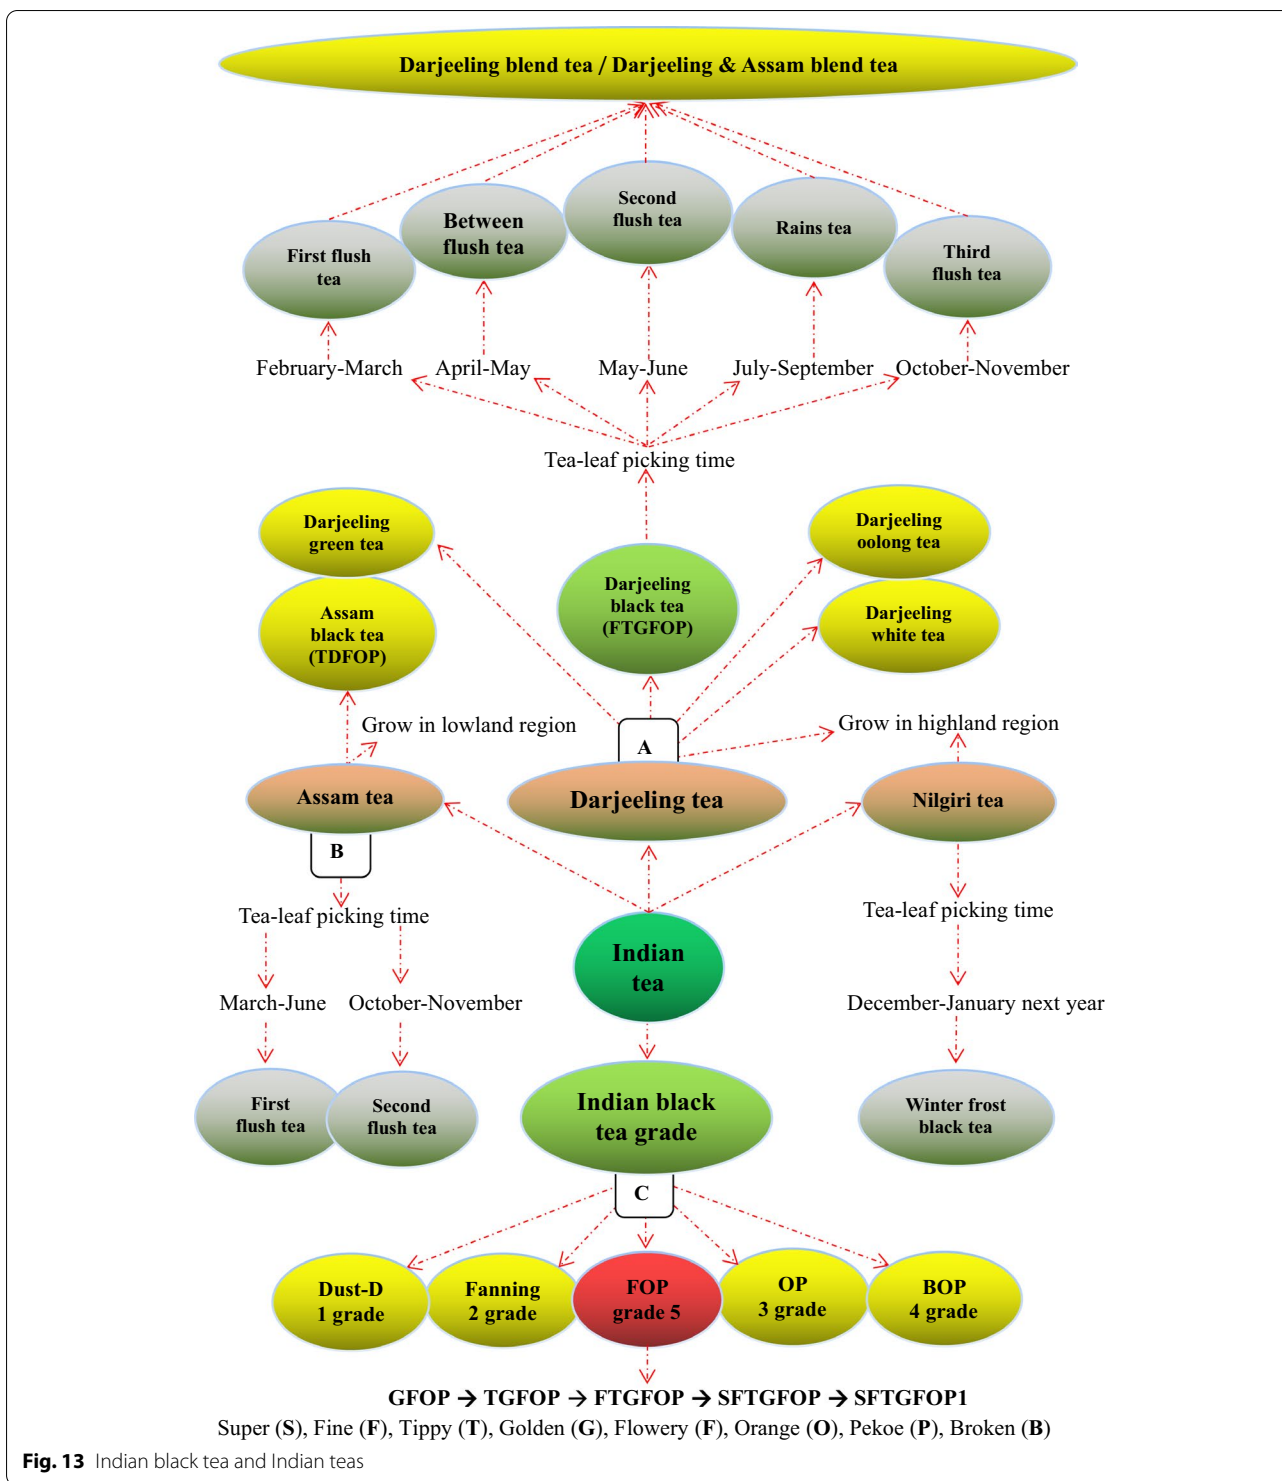 Darjeeling blend tea / Darjeeling & Assam blend tea
First flush
tea
Between
flush tea
Second
flush tea
Rains tea
Third
flush tea
February-March
April-May
May-June
July-September
October-November
Tea-leaf picking time
Darjeeling
green tea
Darjeeling
oolong tea
Assam
black tea
(TDFOP)
Darjeeling
black tea
(FTGFOP)
Darjeeling
white tea
Grow in lowland region
A
Grow in highland region
Assam tea
Darjeeling tea
Nilgiri tea
B
Tea-leaf picking time
Tea-leaf picking time
Indian
tea
March-June
October-November
December-January next year
First
flush tea
Second
flush tea
Indian black
tea grade
Winter frost
black tea
C
Dust-D
1 grade
Fanning
2 grade
FOP
grade 5
OP
3 grade
BOP
4 grade
GFOP → TGFOP → FTGFOP → SFTGFOP → SFTGFOP1
Super (S), Fine (F), Tippy (T), Golden (G), Flowery (F), Orange (O), Pekoe (P), Broken (B)
Fig. 13 Indian black tea and Indian teas